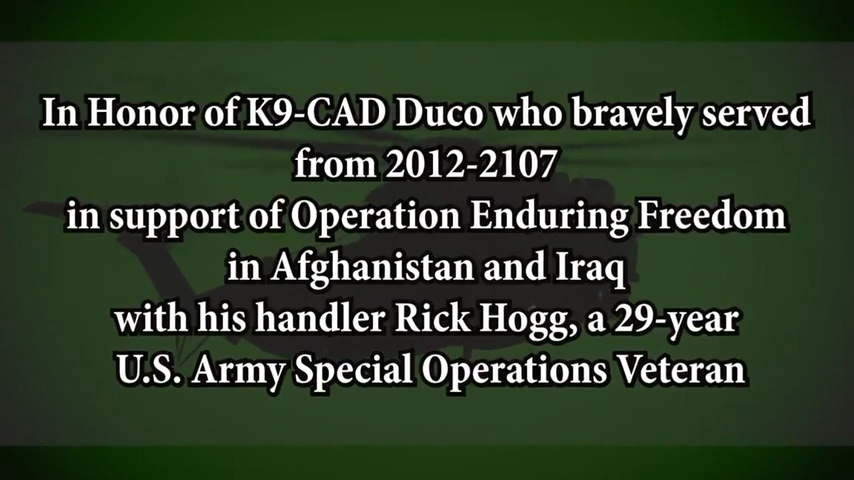 In Honor of K9-CAD Duco who bravely served
from 2012-2107
in support of Operation Enduring Freedom
in Afghanistan and Iraq
with his handler Rick Hogg, a 29-year
U.S. Army Special Operations Veteran